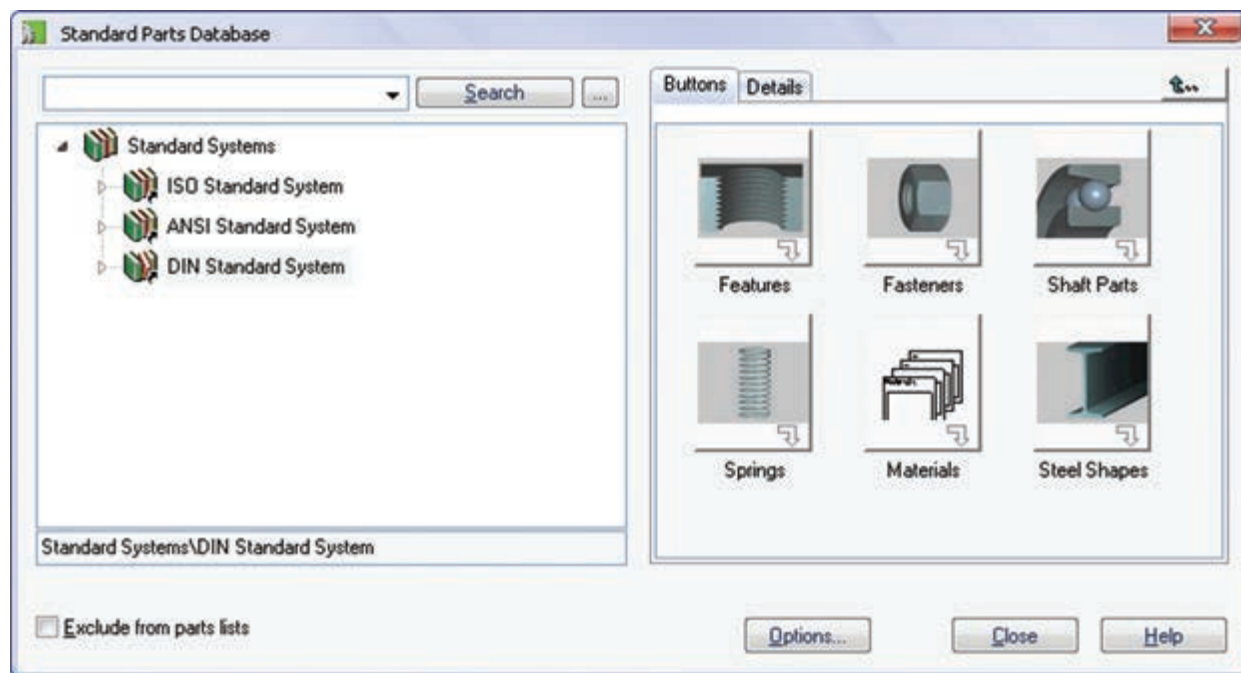 Standard Parts Database
Search
...
Standard Systems
ISO Standard System
ANSI Standard System
DIN Standard System
Standard Systems\DIN Standard System
Exclude from parts lists
Buttons
Details
Features
Fasteners
Shaft Parts
Springs
Materials
Steel Shapes
Options...
Close
Help